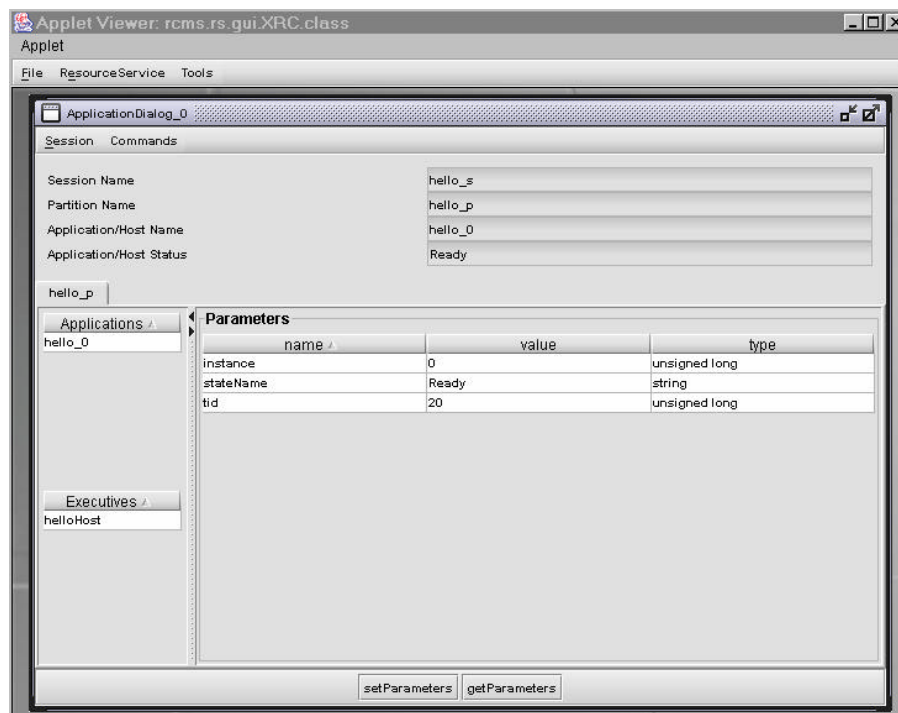 Applet Viewer: rcms.rs.gui.XRC.class
Applet
File ResourceService Tools
ApplicationDialog_0
Session Commands
Session Name hello_s
Partition Name hello_p
Application/Host Name hello_0
Application/Host Status Ready
hello_p
Applications
hello_0
Executives
helloHost
Parameters
name value type
instance 0 unsigned long
stateName Ready string
tid 20 unsigned long
setParameters getParameters